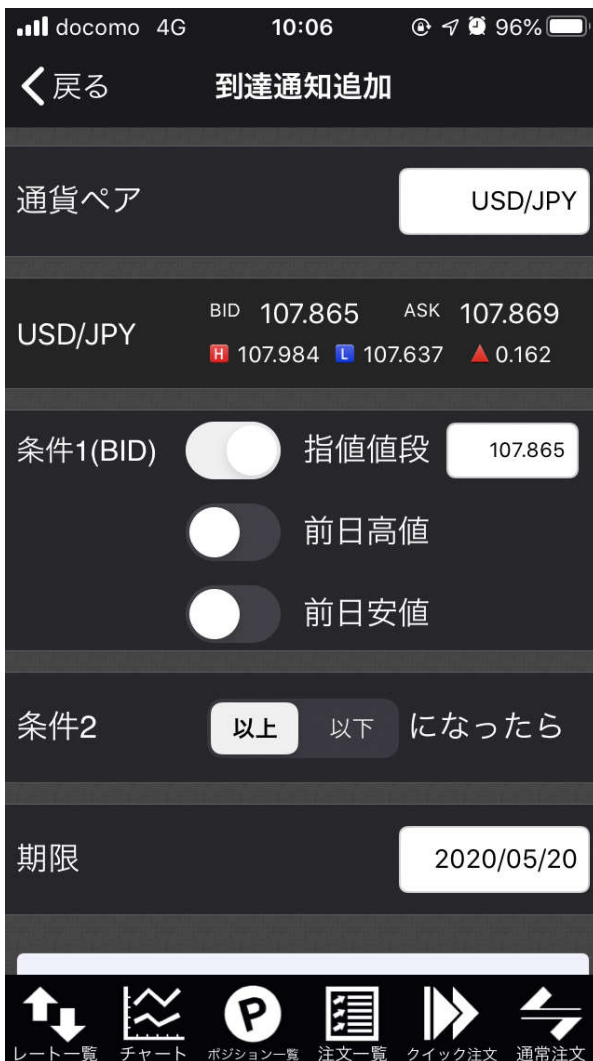 docomo 4G 10:06 96%
戻る 到達通知追加
通貨ペア USD/JPY
USD/JPY BID 107.865 ASK 107.869
H 107.984 L 107.637 ▲ 0.162
条件1(BID) 指値値段 107.865
前日高値
前日安値
条件2 以上 以下 になったら
期限 2020/05/20
P
レート一覧 チャート ポジション一覧 注文一覧 クイック注文 通常注文